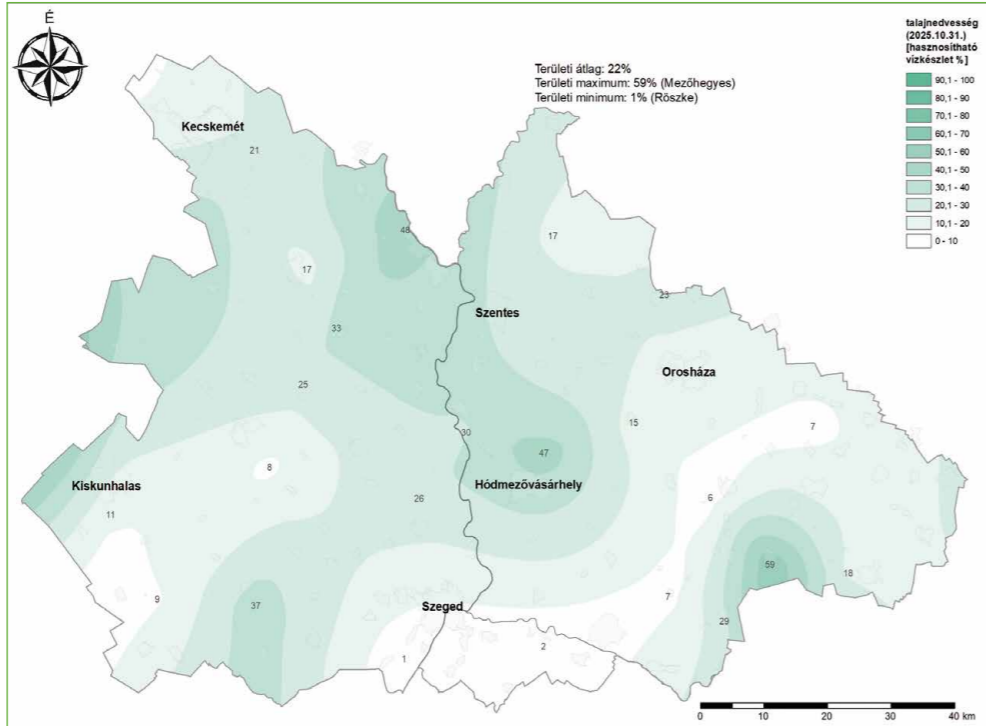 É
Területi átlag: 22%
Területi maximum: 59% (Mezőhegyes)
Területi minimum: 1% (Röszke)
talajnedvesség
(2025.10.31.)
[hasznosítható
vízkészlet %]
90,1 - 100
80,1 - 90
70,1 - 80
60,1 - 70
50,1 - 60
40,1 - 50
30,1 - 40
20,1 - 30
10,1 - 20
0 - 10
Kecskemét
21
48
17
17
23
Szentes
33
Orosháza
25
15
7
30
47
8
Kiskunhalas
Hódmezővásárhely
26
6
11
59
18
9
37
Szeged
7
29
1
2
0 10 20 30 40 km